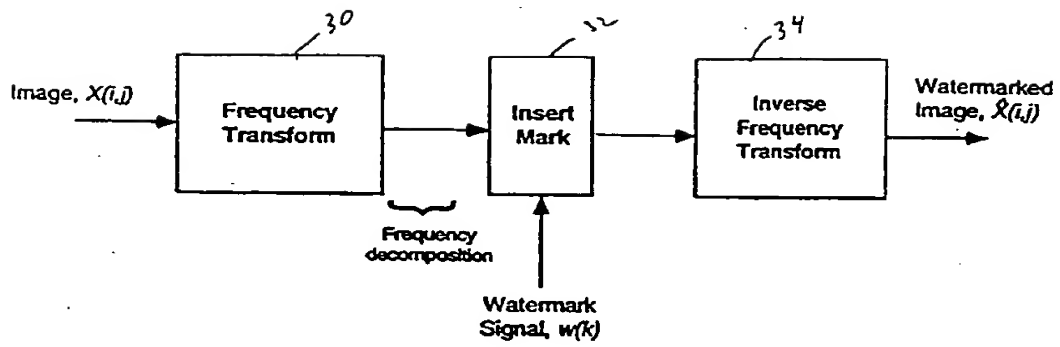 30
32
34
Image, X(i,j)
Frequency
Transform
Insert
Mark
Inverse
Frequency
Transform
Watermarked
Image, X̂(i,j)
Frequency
decomposition
Watermark
Signal, w(k)